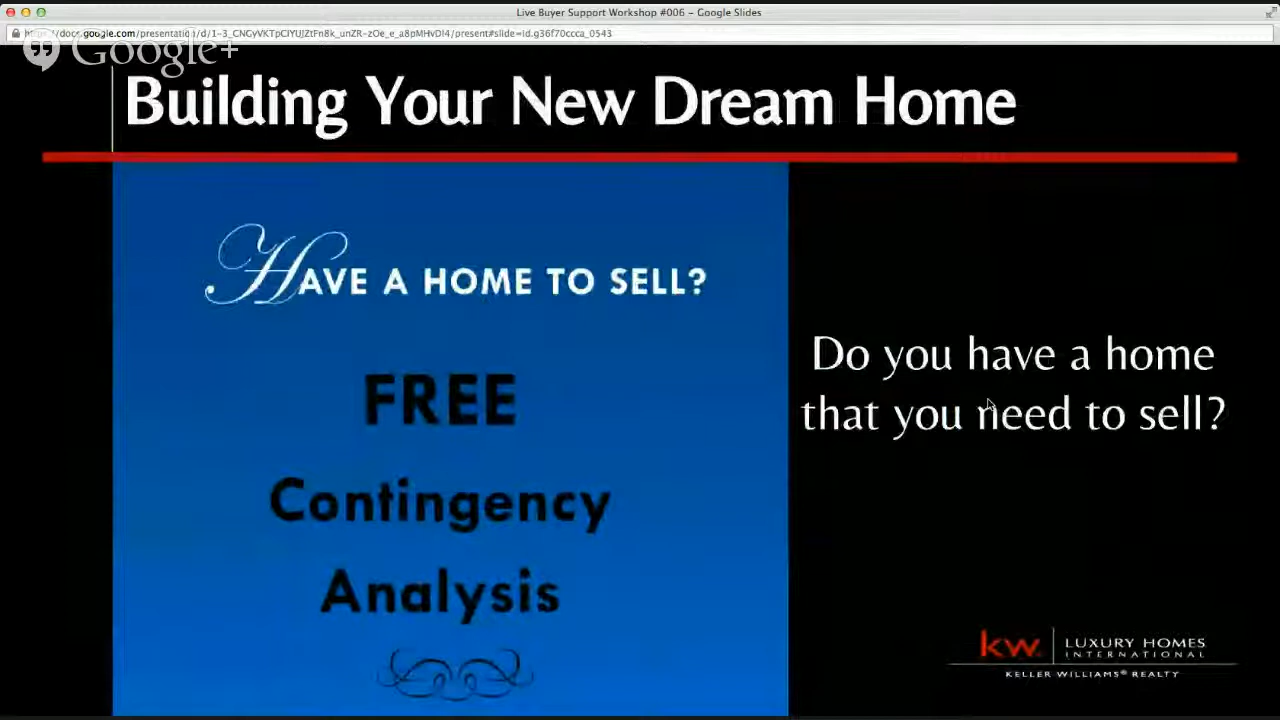 Live Buyer Support Workshop #006 – Google Slides
Google+
Building Your New Dream Home
HAVE A HOME TO SELL?
FREE
Contingency
Analysis
Do you have a home
that you need to sell?
kw
LUXURY HOMES
INTERNATIONAL
KELLER WILLIAMS® REALTY